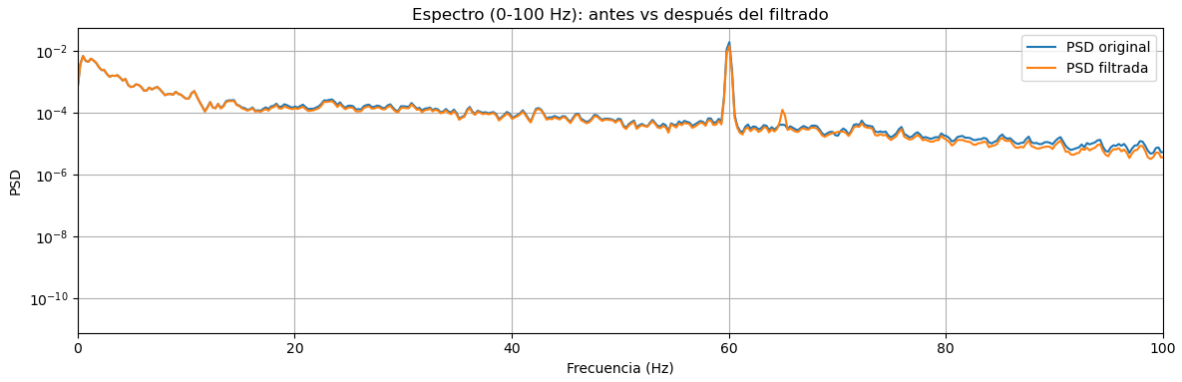 Espectro (0-100 Hz): antes vs después del filtrado
PSD original
PSD filtrada
10⁻²
10⁻⁴
10⁻⁶
10⁻⁸
10⁻¹⁰
PSD
0 20 40 60 80 100
Frecuencia (Hz)